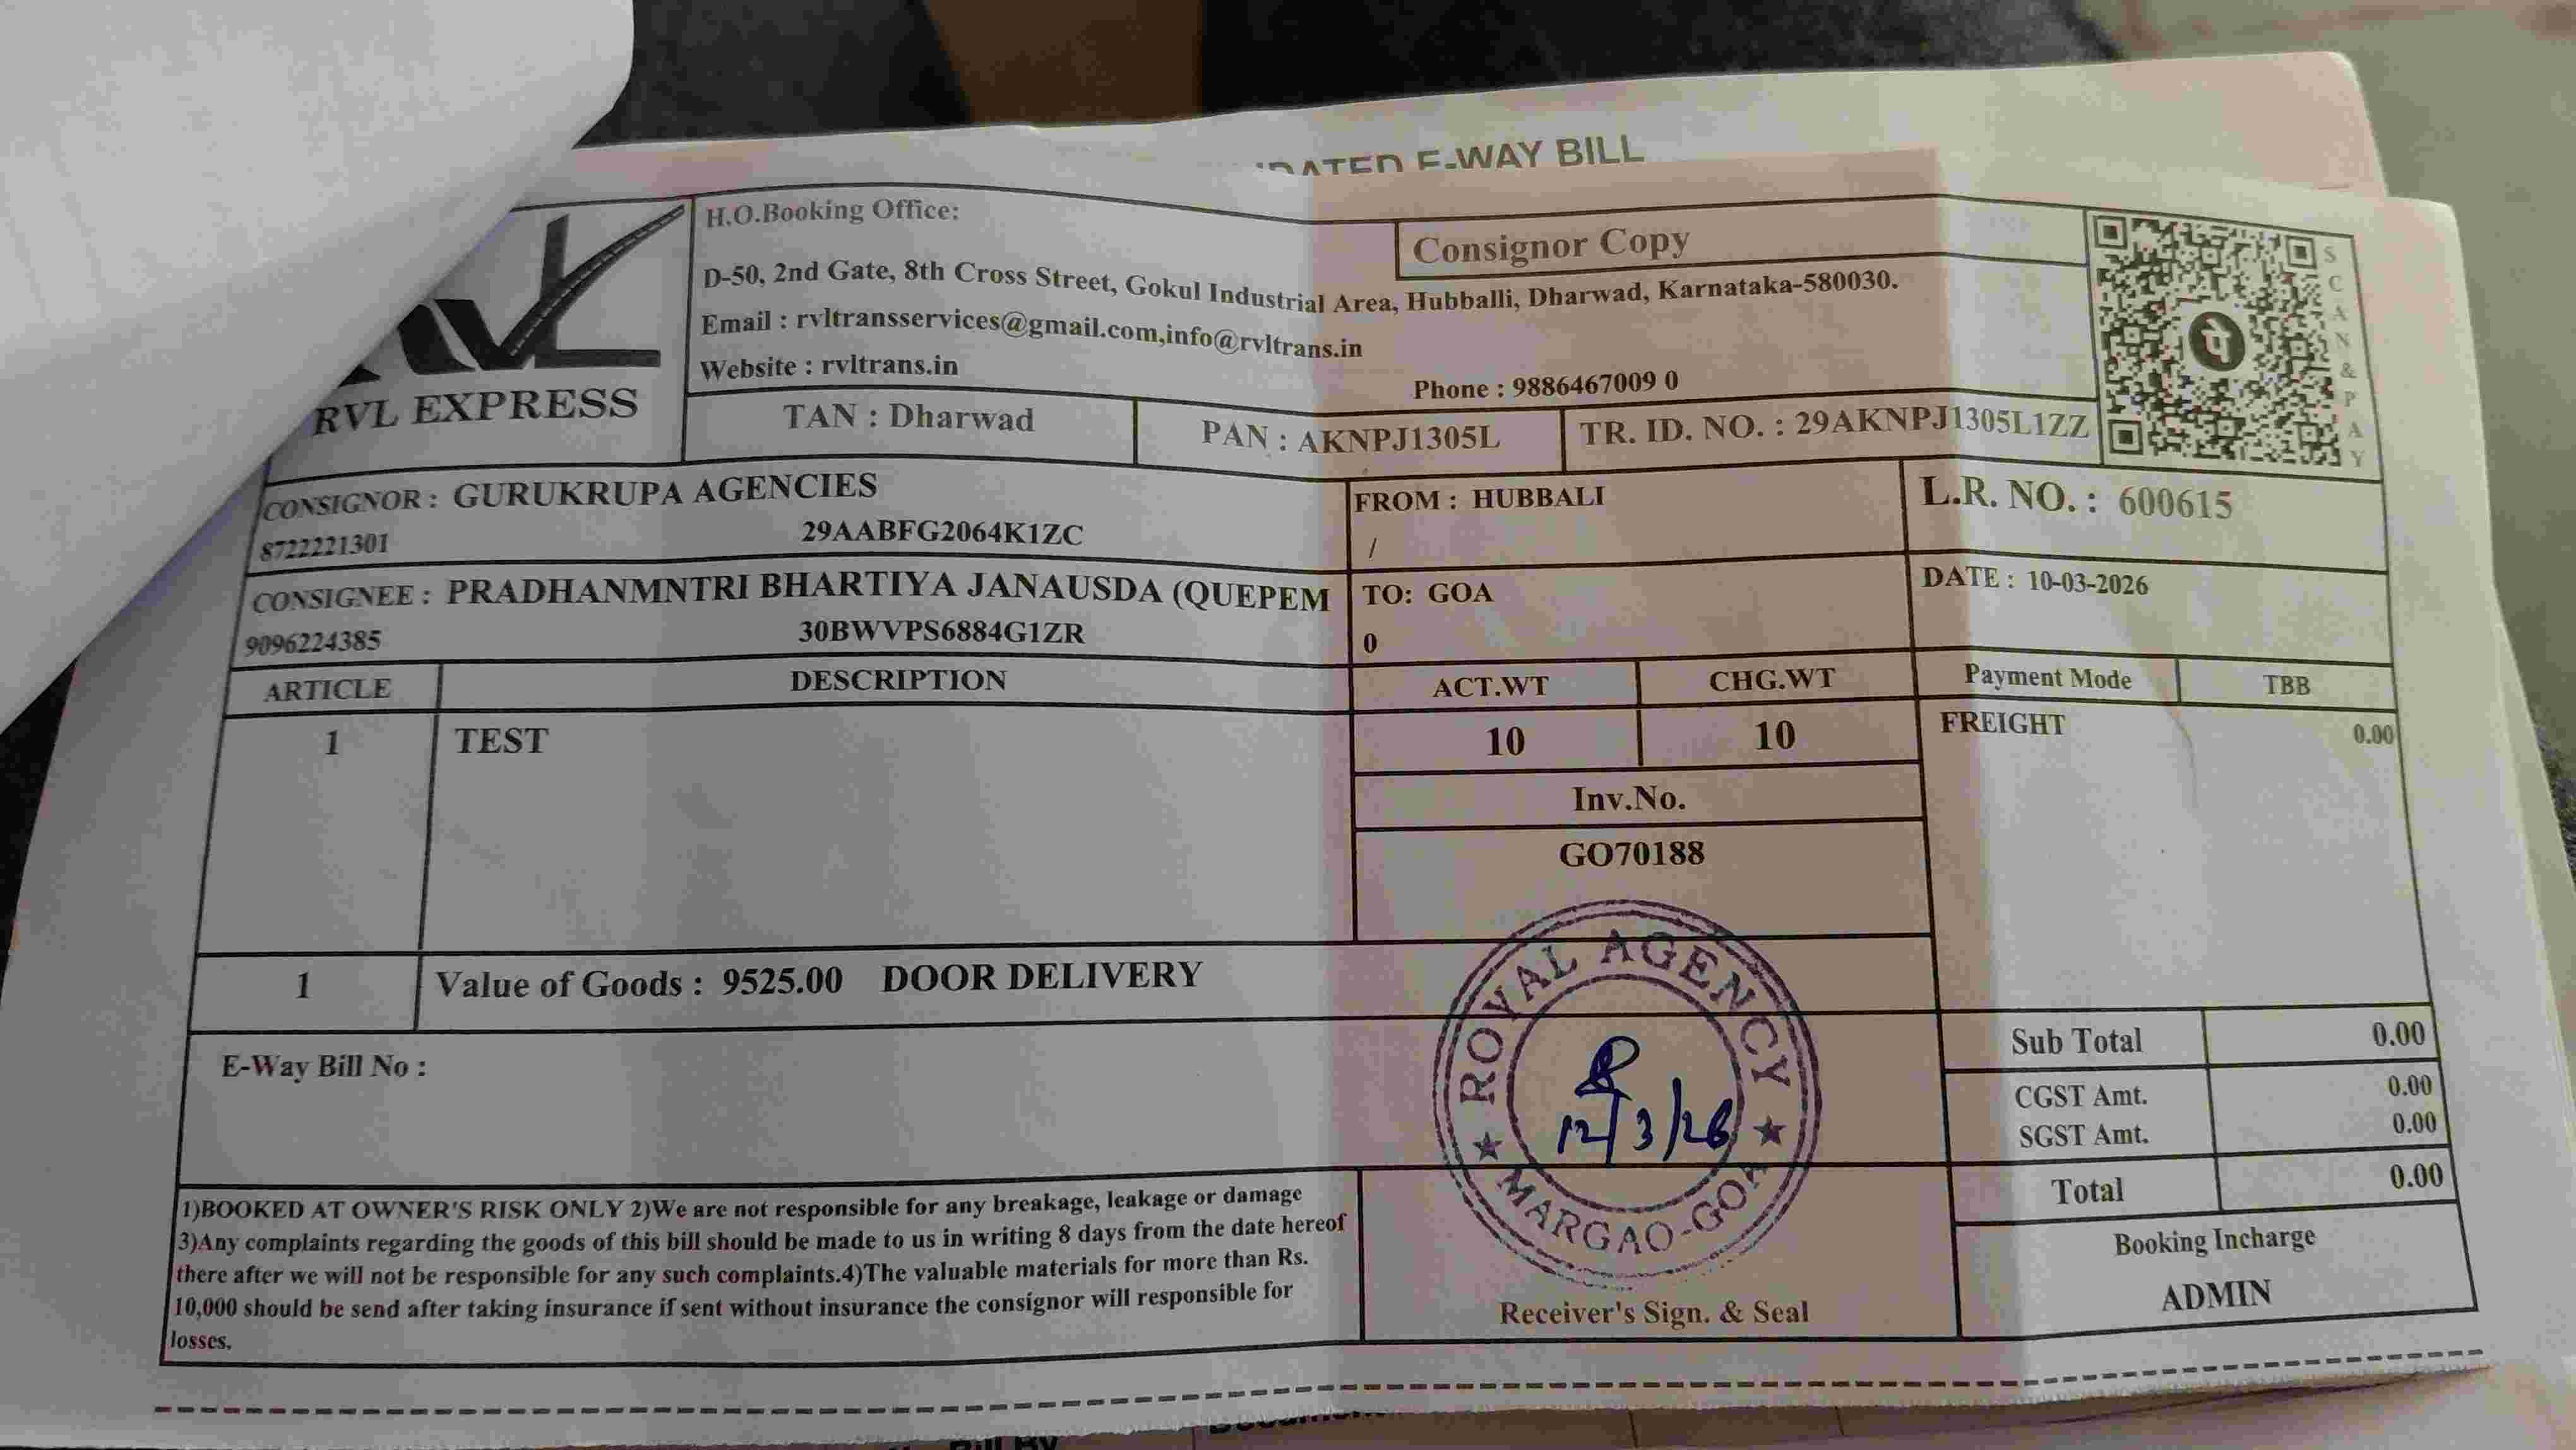 E-WAY BILL
H.O.Booking Office:
Consignor Copy
D-50, 2nd Gate, 8th Cross Street, Gokul Industrial Area, Hubballi, Dharwad, Karnataka-580030.
Email : rvltransservices@gmail.com,info@rvltrans.in
Website : rvltrans.in
Phone : 9886467009 0
SCAN & PAY
पे
RVL EXPRESS
TAN : Dharwad
PAN : AKNPJ1305L
TR. ID. NO. : 29AKNPJ1305L1ZZ
CONSIGNOR : GURUKRUPA AGENCIES
8722221301 29AABFG2064K1ZC
FROM : HUBBALI
/
L.R. NO. : 600615
CONSIGNEE : PRADHANMNTRI BHARTIYA JANAUSDA (QUEPEM
9096224385 30BWVPS6884G1ZR
TO: GOA
0
DATE : 10-03-2026
ARTICLE DESCRIPTION ACT.WT CHG.WT Payment Mode TBB
1 TEST 10 10 FREIGHT 0.00
Inv.No.
GO70188
1 Value of Goods : 9525.00 DOOR DELIVERY
E-Way Bill No :
ROYAL AGENCY
12/3/26
★ MARGAO-GOA ★
Sub Total 0.00
CGST Amt. 0.00
SGST Amt. 0.00
Total 0.00
1)BOOKED AT OWNER'S RISK ONLY 2)We are not responsible for any breakage, leakage or damage
3)Any complaints regarding the goods of this bill should be made to us in writing 8 days from the date hereof
there after we will not be responsible for any such complaints.4)The valuable materials for more than Rs.
10,000 should be send after taking insurance if sent without insurance the consignor will responsible for
losses.
Receiver's Sign. & Seal
Booking Incharge
ADMIN